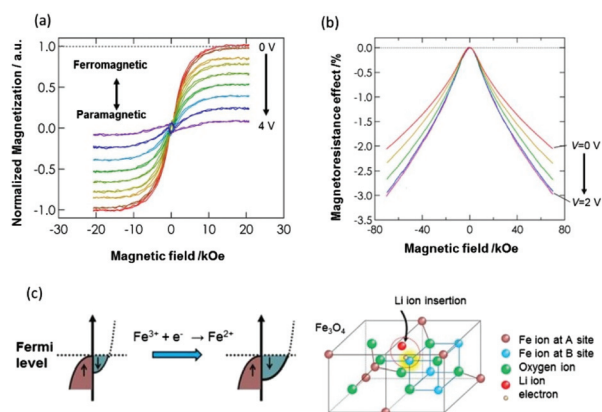 (a)
Normalized Magnetization / a.u.
1.0
0.5
0.0
-0.5
-1.0
Ferromagnetic
Paramagnetic
0 V
4 V
-30 -20 -10 0 10 20 30
Magnetic field /kOe
(b)
Magnetoresistance effect /%
0.0
-0.5
-1.0
-1.5
-2.0
-2.5
-3.0
-3.5
V=0 V
V=2 V
-80 -40 0 40 80
Magnetic field /kOe
(c)
Fermi
level
Fe³⁺ + e⁻ → Fe²⁺
Li ion insertion
Fe₃O₄
Fe ion at A site
Fe ion at B site
Oxygen ion
Li ion
electron